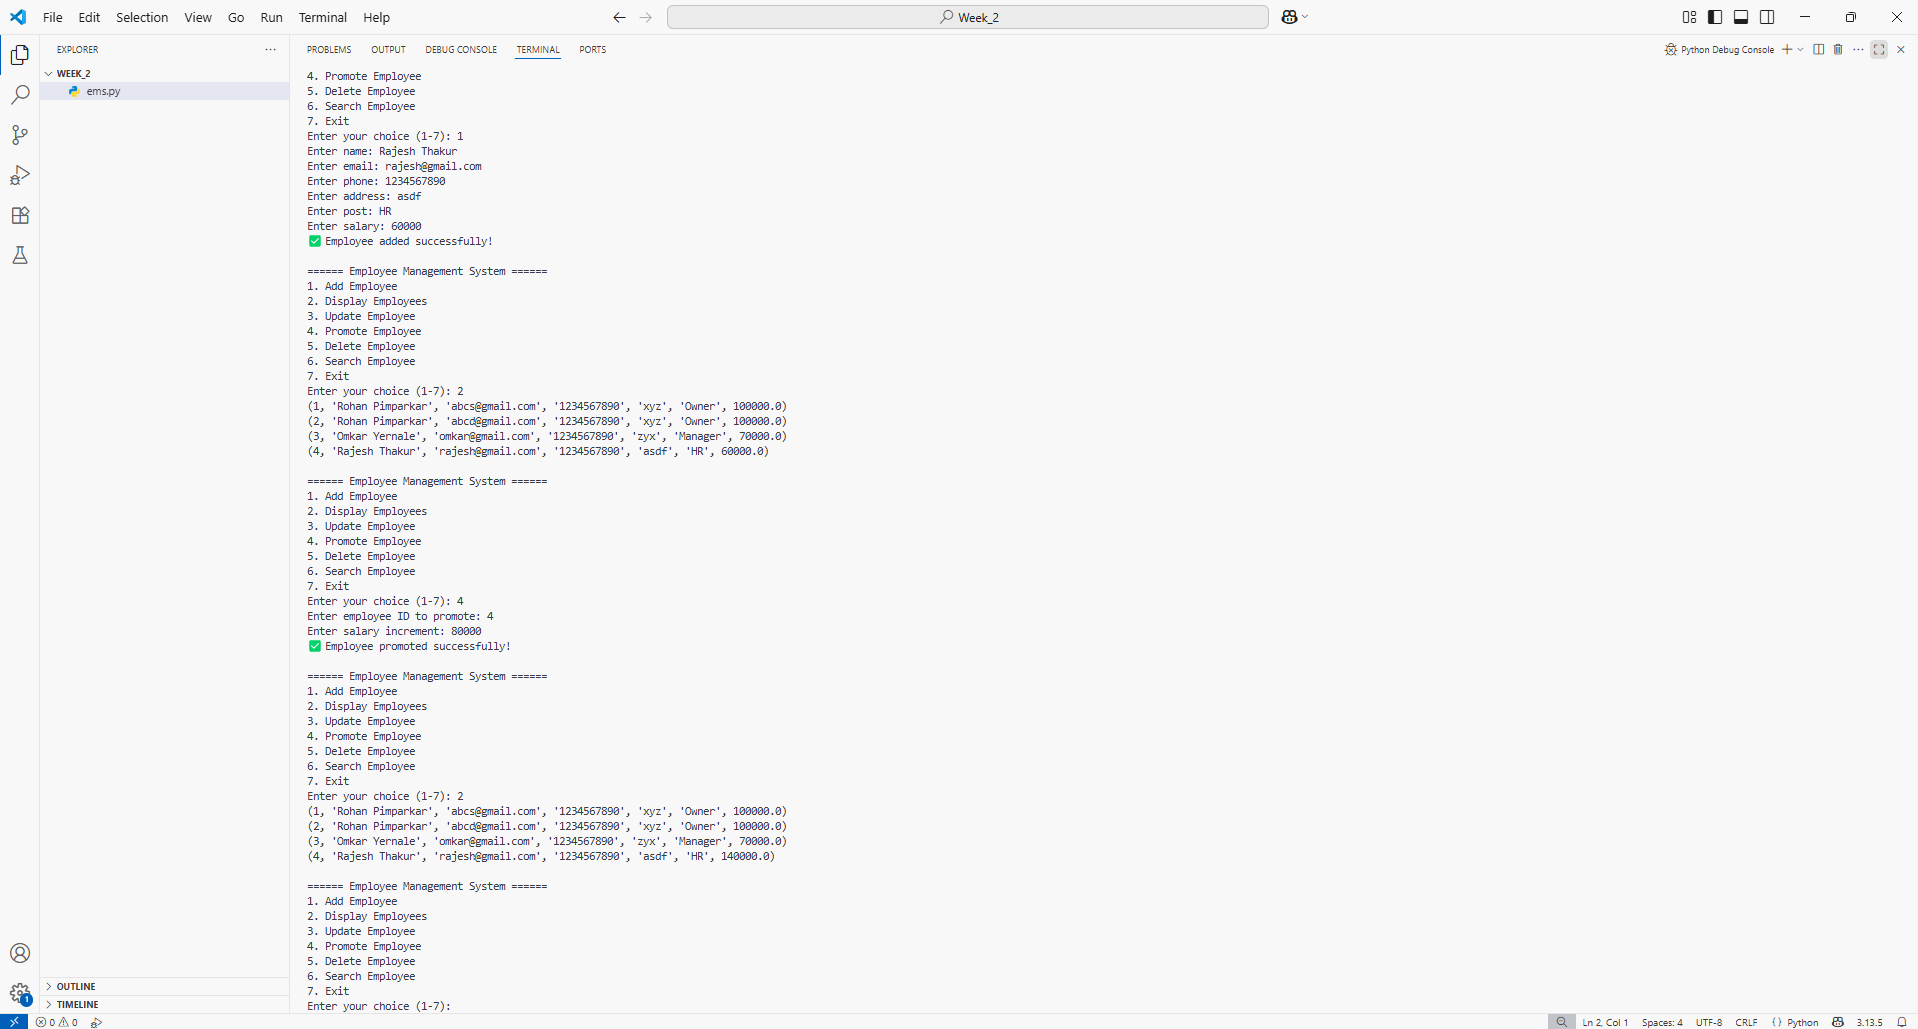 File Edit Selection View Go Run Terminal Help
Week_2
EXPLORER
WEEK_2
ems.py
PROBLEMS OUTPUT DEBUG CONSOLE TERMINAL PORTS
Python Debug Console
4. Promote Employee
5. Delete Employee
6. Search Employee
7. Exit
Enter your choice (1-7): 1
Enter name: Rajesh Thakur
Enter email: rajesh@gmail.com
Enter phone: 1234567890
Enter address: asdf
Enter post: HR
Enter salary: 60000
✅ Employee added successfully!
====== Employee Management System ======
1. Add Employee
2. Display Employees
3. Update Employee
4. Promote Employee
5. Delete Employee
6. Search Employee
7. Exit
Enter your choice (1-7): 2
(1, 'Rohan Pimparkar', 'abcs@gmail.com', '1234567890', 'xyz', 'Owner', 100000.0)
(2, 'Rohan Pimparkar', 'abcd@gmail.com', '1234567890', 'xyz', 'Owner', 100000.0)
(3, 'Omkar Yernale', 'omkar@gmail.com', '1234567890', 'zyx', 'Manager', 70000.0)
(4, 'Rajesh Thakur', 'rajesh@gmail.com', '1234567890', 'asdf', 'HR', 60000.0)
====== Employee Management System ======
1. Add Employee
2. Display Employees
3. Update Employee
4. Promote Employee
5. Delete Employee
6. Search Employee
7. Exit
Enter your choice (1-7): 4
Enter employee ID to promote: 4
Enter salary increment: 80000
✅ Employee promoted successfully!
====== Employee Management System ======
1. Add Employee
2. Display Employees
3. Update Employee
4. Promote Employee
5. Delete Employee
6. Search Employee
7. Exit
Enter your choice (1-7): 2
(1, 'Rohan Pimparkar', 'abcs@gmail.com', '1234567890', 'xyz', 'Owner', 100000.0)
(2, 'Rohan Pimparkar', 'abcd@gmail.com', '1234567890', 'xyz', 'Owner', 100000.0)
(3, 'Omkar Yernale', 'omkar@gmail.com', '1234567890', 'zyx', 'Manager', 70000.0)
(4, 'Rajesh Thakur', 'rajesh@gmail.com', '1234567890', 'asdf', 'HR', 140000.0)
====== Employee Management System ======
1. Add Employee
2. Display Employees
3. Update Employee
4. Promote Employee
5. Delete Employee
6. Search Employee
7. Exit
Enter your choice (1-7):
OUTLINE
TIMELINE
1
0 0
Ln 2, Col 1 Spaces: 4 UTF-8 CRLF {} Python 3.13.5